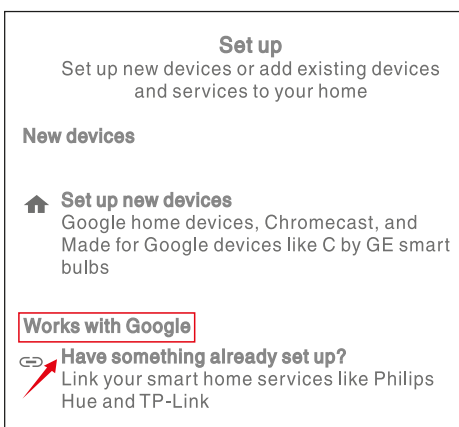 Set up
Set up new devices or add existing devices
and services to your home
New devices
Set up new devices
Google home devices, Chromecast, and
Made for Google devices like C by GE smart
bulbs
Works with Google
Have something already set up?
Link your smart home services like Philips
Hue and TP-Link